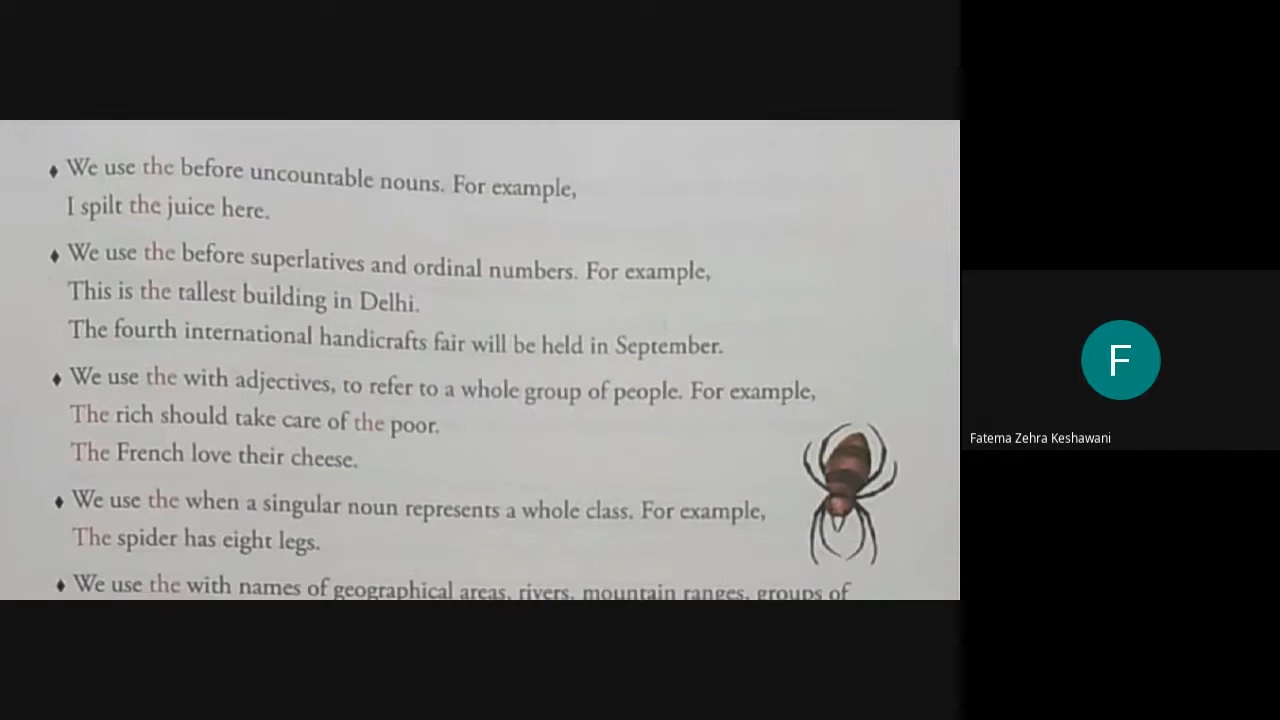 ♦ We use the before uncountable nouns. For example,
I spilt the juice here.
♦ We use the before superlatives and ordinal numbers. For example,
This is the tallest building in Delhi.
The fourth international handicrafts fair will be held in September.
♦ We use the with adjectives, to refer to a whole group of people. For example,
The rich should take care of the poor.
The French love their cheese.
♦ We use the when a singular noun represents a whole class. For example,
The spider has eight legs.
♦ We use the with names of geographical areas, rivers, mountain ranges, groups of
F
Fatema Zehra Keshawani